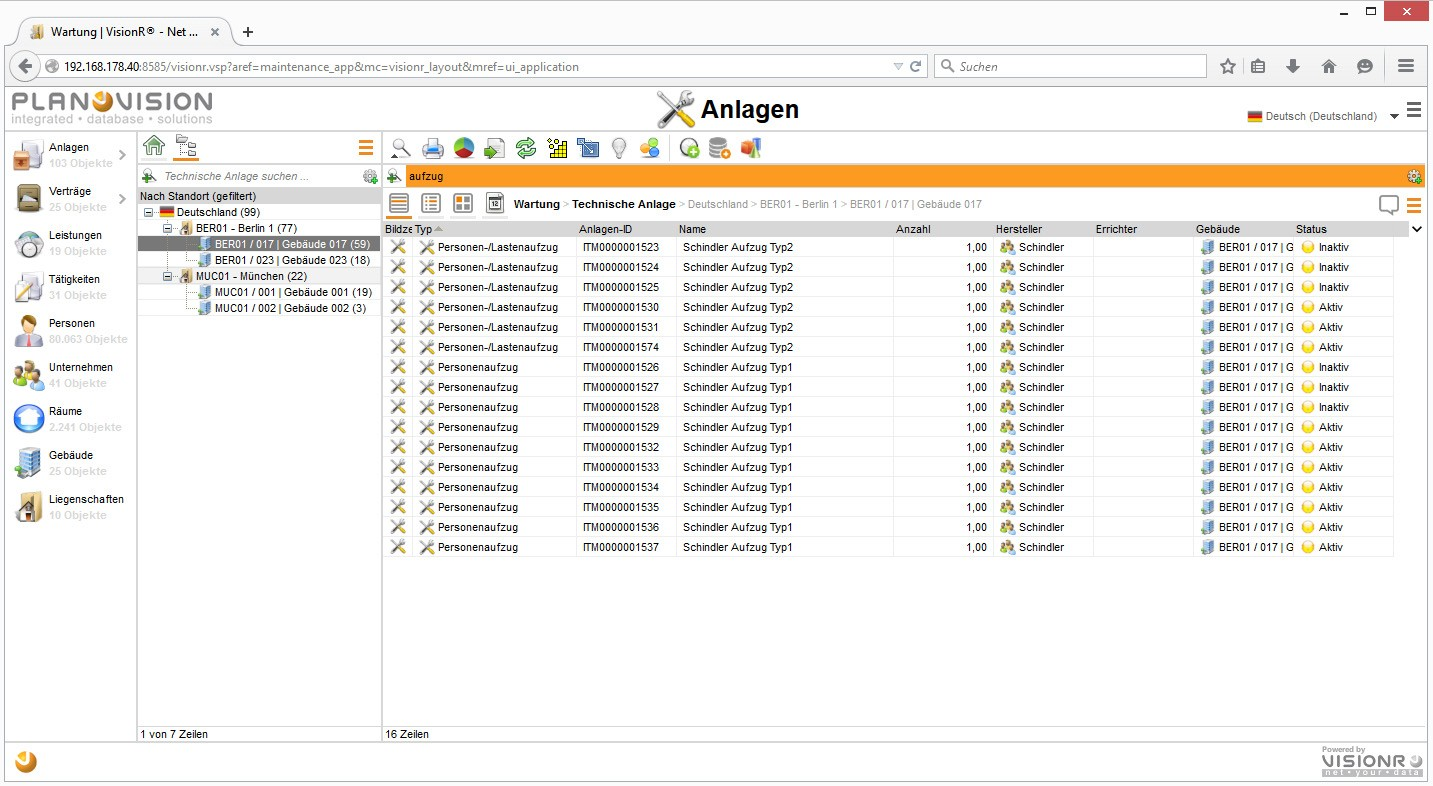 Wartung | VisionR® - Net ...
192.168.178.40:8585/visionr.vsp?aref=maintenance_app&mc=visionr_layout&mref=ui_application
Suchen
PLANOVISION
integrated • database • solutions
Anlagen
Deutsch (Deutschland)
Anlagen
103 Objekte
Verträge
25 Objekte
Leistungen
19 Objekte
Tätigkeiten
31 Objekte
Personen
80.063 Objekte
Unternehmen
41 Objekte
Räume
2.241 Objekte
Gebäude
25 Objekte
Liegenschaften
10 Objekte
Technische Anlage suchen ...
Nach Standort (gefiltert)
Deutschland (99)
BER01 - Berlin 1 (77)
BER01 / 017 | Gebäude 017 (59)
BER01 / 023 | Gebäude 023 (18)
MUC01 - München (22)
MUC01 / 001 | Gebäude 001 (19)
MUC01 / 002 | Gebäude 002 (3)
1 von 7 Zeilen
aufzug
12
Wartung > Technische Anlage > Deutschland > BER01 - Berlin 1 > BER01 / 017 | Gebäude 017
Bildze Typ Anlagen-ID Name Anzahl Hersteller Errichter Gebäude Status
Personen-/Lastenaufzug ITM0000001523 Schindler Aufzug Typ2 1,00 Schindler BER01 / 017 | G Inaktiv
Personen-/Lastenaufzug ITM0000001524 Schindler Aufzug Typ2 1,00 Schindler BER01 / 017 | G Inaktiv
Personen-/Lastenaufzug ITM0000001525 Schindler Aufzug Typ2 1,00 Schindler BER01 / 017 | G Inaktiv
Personen-/Lastenaufzug ITM0000001530 Schindler Aufzug Typ2 1,00 Schindler BER01 / 017 | G Aktiv
Personen-/Lastenaufzug ITM0000001531 Schindler Aufzug Typ2 1,00 Schindler BER01 / 017 | G Aktiv
Personen-/Lastenaufzug ITM0000001574 Schindler Aufzug Typ2 1,00 Schindler BER01 / 017 | G Aktiv
Personenaufzug ITM0000001526 Schindler Aufzug Typ1 1,00 Schindler BER01 / 017 | G Inaktiv
Personenaufzug ITM0000001527 Schindler Aufzug Typ1 1,00 Schindler BER01 / 017 | G Inaktiv
Personenaufzug ITM0000001528 Schindler Aufzug Typ1 1,00 Schindler BER01 / 017 | G Inaktiv
Personenaufzug ITM0000001529 Schindler Aufzug Typ1 1,00 Schindler BER01 / 017 | G Aktiv
Personenaufzug ITM0000001532 Schindler Aufzug Typ1 1,00 Schindler BER01 / 017 | G Aktiv
Personenaufzug ITM0000001533 Schindler Aufzug Typ1 1,00 Schindler BER01 / 017 | G Aktiv
Personenaufzug ITM0000001534 Schindler Aufzug Typ1 1,00 Schindler BER01 / 017 | G Aktiv
Personenaufzug ITM0000001535 Schindler Aufzug Typ1 1,00 Schindler BER01 / 017 | G Aktiv
Personenaufzug ITM0000001536 Schindler Aufzug Typ1 1,00 Schindler BER01 / 017 | G Aktiv
Personenaufzug ITM0000001537 Schindler Aufzug Typ1 1,00 Schindler BER01 / 017 | G Aktiv
16 Zeilen
Powered by
VISIONR
net • your • data